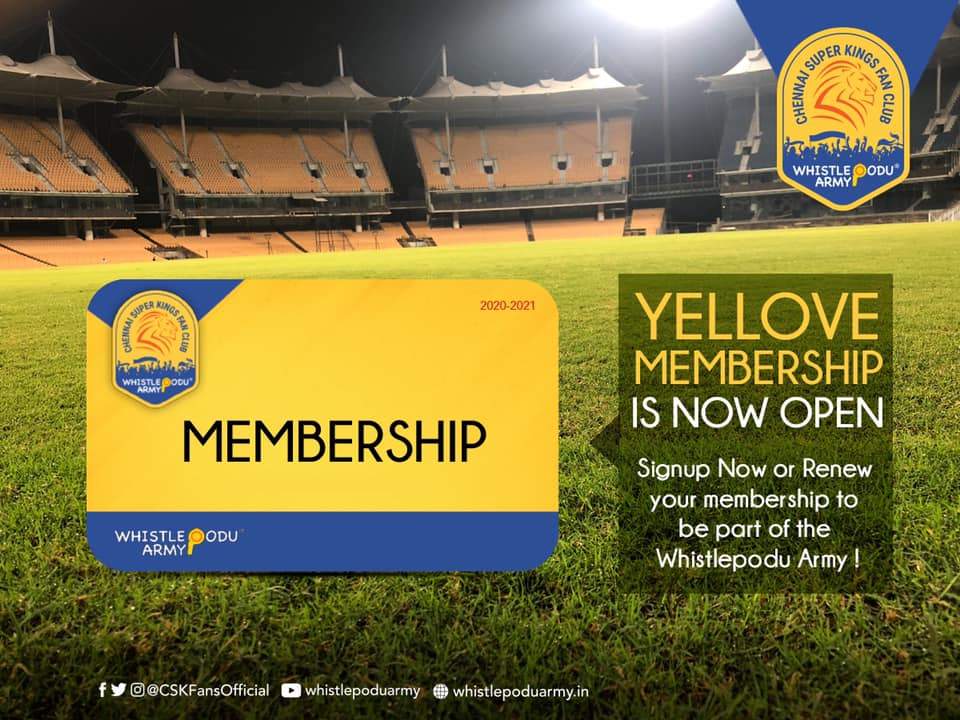 CHENNAI SUPER KINGS FAN CLUB
WHISTLE PODU®
ARMY
2020-2021
CHENNAI SUPER KINGS FAN CLUB
WHISTLE PODU®
ARMY
MEMBERSHIP
WHISTLE PODU
ARMY
YELLOVE
MEMBERSHIP
IS NOW OPEN
Signup Now or Renew
your membership to
be part of the
Whistlepodu Army !
@CSKFansOfficial whistlepoduarmy whistlepoduarmy.in